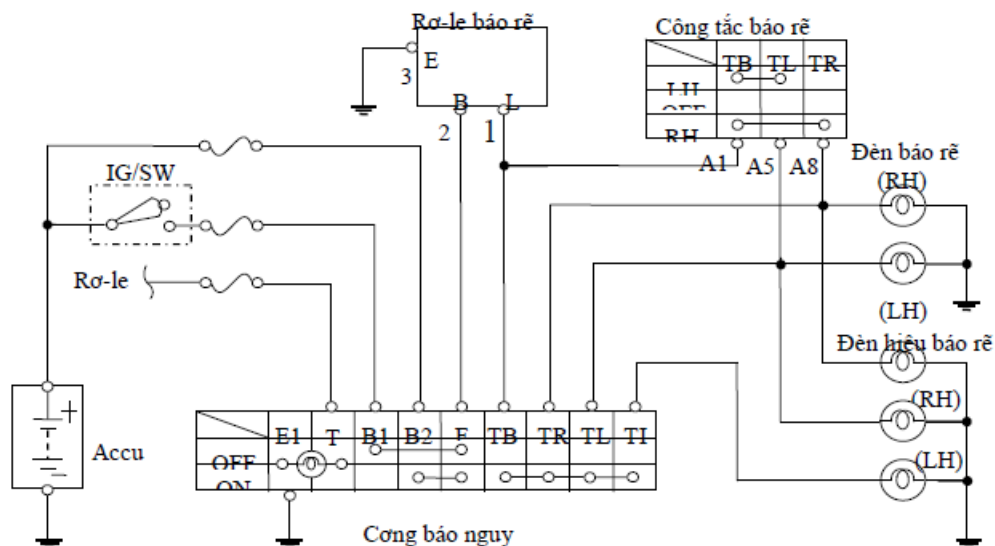 Rơ-le báo rẽ
Công tắc báo rẽ
E
3
TB TL TR
LH
OFF
RH
B L
2 1
A1 A5 A8
Đèn báo rẽ
(RH)
IG/SW
Rơ-le
(LH)
Đèn hiệu báo rẽ
(RH)
(LH)
+
Accu
E1 T B1 B2 F TB TR TL TI
OFF
ON
Cơng báo nguy